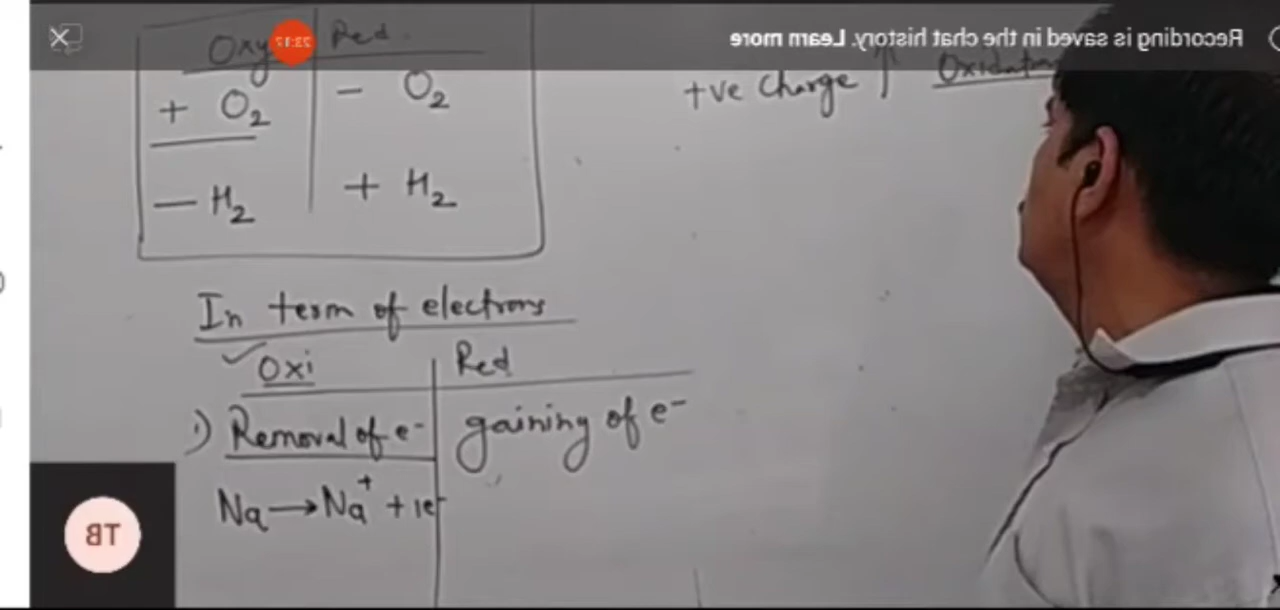 Recording is saved in the chat history. Learn more
Oxy Red.
+ O₂ - O₂
- H₂ + H₂
+ve charge ↑ Oxidation
In term of electrons
✓Oxi Red
1) Removal of e⁻ gaining of e⁻
Na → Na⁺ + 1e⁻
TB